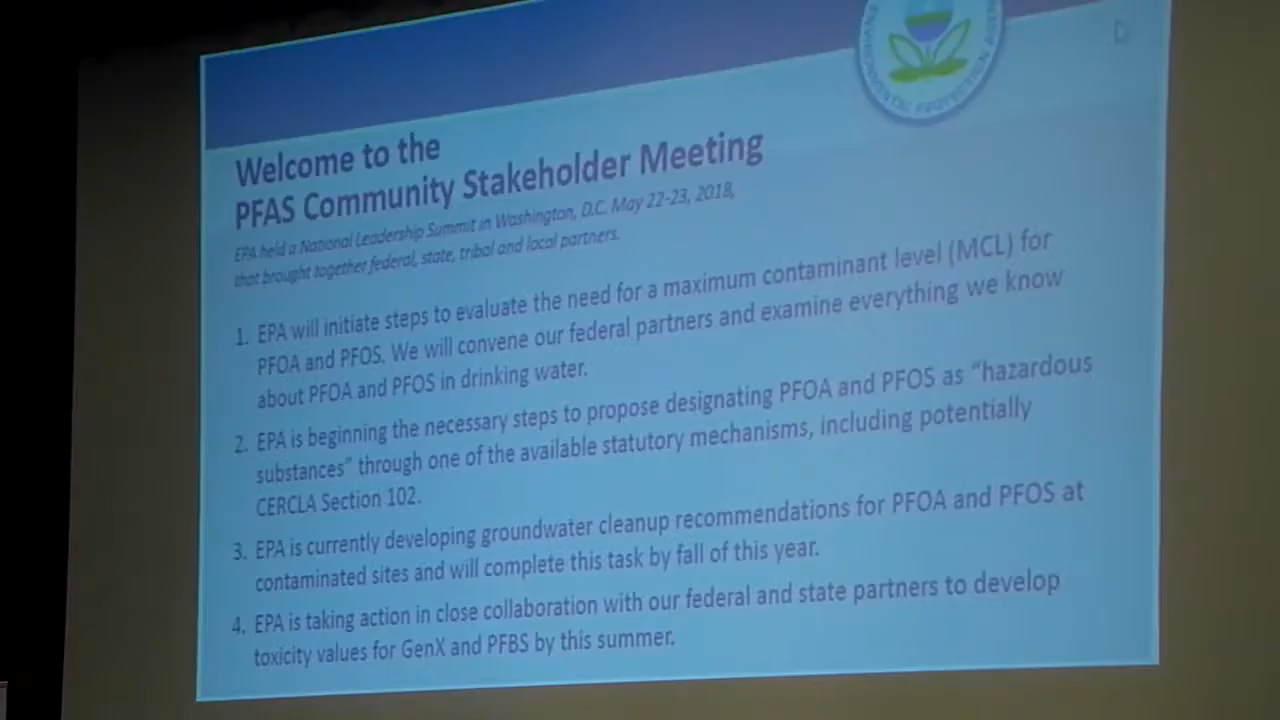 ENVIRONMENTAL PROTECTION
Welcome to the
PFAS Community Stakeholder Meeting
EPA held a National Leadership Summit in Washington, D.C. May 22-23, 2018,
that brought together federal, state, tribal and local partners.
1. EPA will initiate steps to evaluate the need for a maximum contaminant level (MCL) for
PFOA and PFOS. We will convene our federal partners and examine everything we know
about PFOA and PFOS in drinking water.
2. EPA is beginning the necessary steps to propose designating PFOA and PFOS as “hazardous
substances” through one of the available statutory mechanisms, including potentially
CERCLA Section 102.
3. EPA is currently developing groundwater cleanup recommendations for PFOA and PFOS at
contaminated sites and will complete this task by fall of this year.
4. EPA is taking action in close collaboration with our federal and state partners to develop
toxicity values for GenX and PFBS by this summer.